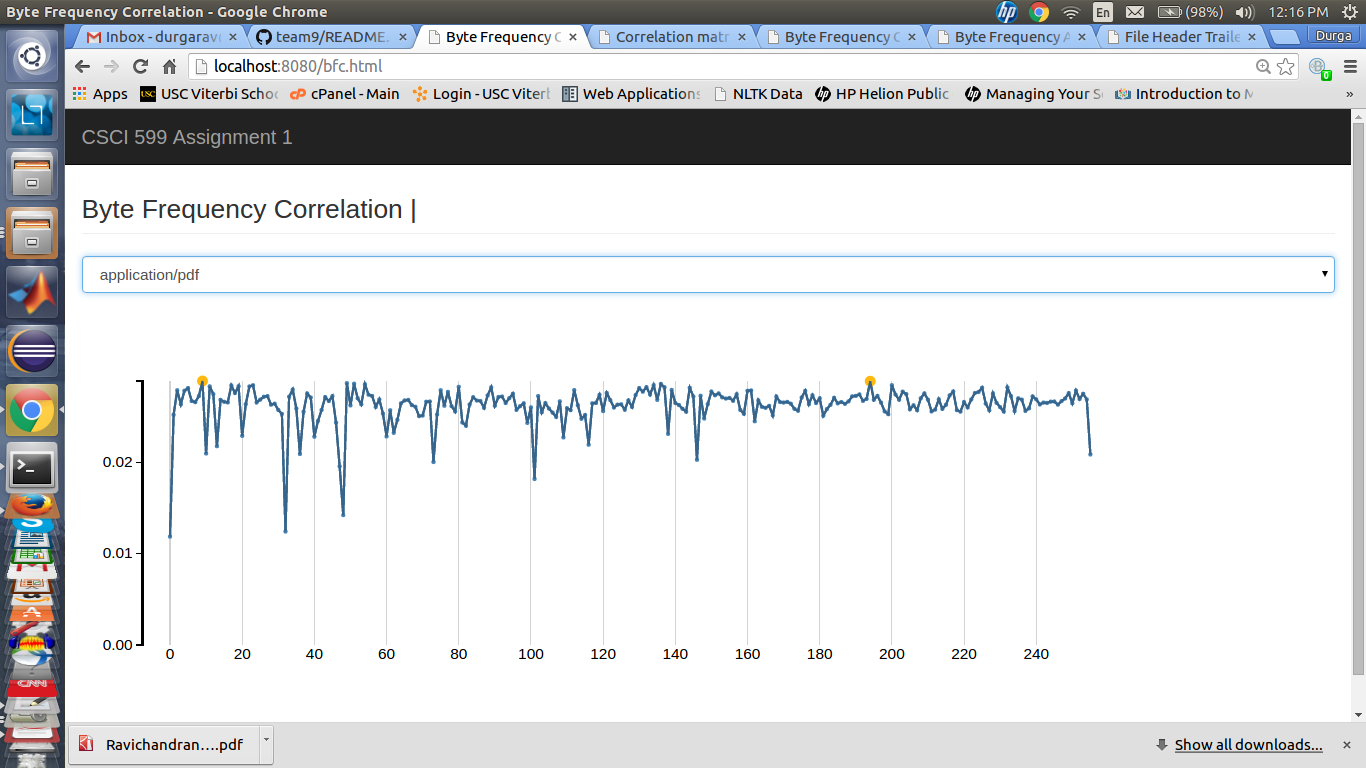 Byte Frequency Correlation - Google Chrome
En (98%) 12:16 PM
Inbox - durgarav
team9/README.
Byte Frequency C
Correlation matr
Byte Frequency C
Byte Frequency A
File Header Traile
Durga
localhost:8080/bfc.html
0
Apps
USC Viterbi Schoo
cPanel - Main
Login - USC Viterb
Web Applications
NLTK Data
HP Helion Public
Managing Your S
Introduction to M
»
CSCI 599 Assignment 1
Byte Frequency Correlation |
application/pdf
0.02
0.01
0.00
0 20 40 60 80 100 120 140 160 180 200 220 240
Ravichandran....pdf
Show all downloads...
CNN